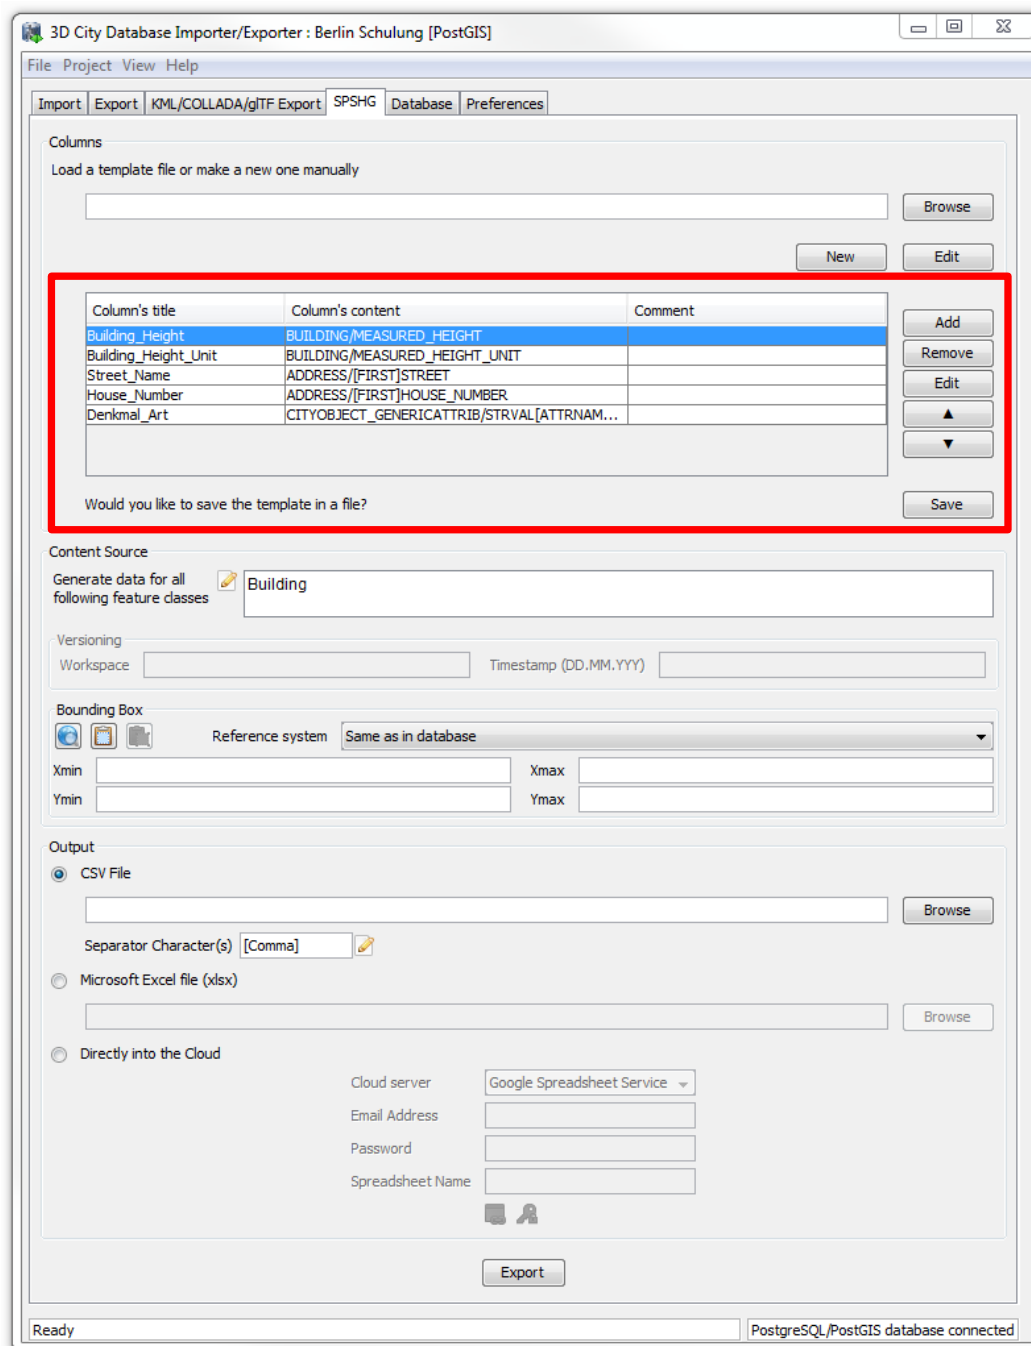 3D City Database Importer/Exporter : Berlin Schulung [PostGIS]
File Project View Help
Import Export KML/COLLADA/glTF Export SPSHG Database Preferences
Columns
Load a template file or make a new one manually
Browse
New Edit
Column's title Column's content Comment
Building_Height BUILDING/MEASURED_HEIGHT
Building_Height_Unit BUILDING/MEASURED_HEIGHT_UNIT
Street_Name ADDRESS/[FIRST]STREET
House_Number ADDRESS/[FIRST]HOUSE_NUMBER
Denkmal_Art CITYOBJECT_GENERICATTRIB/STRVAL[ATTRNAM...
Add
Remove
Edit
▲
▼
Would you like to save the template in a file? Save
Content Source
Generate data for all
following feature classes
Building
Versioning
Workspace Timestamp (DD.MM.YYY)
Bounding Box
Reference system Same as in database
Xmin Xmax
Ymin Ymax
Output
CSV File
Browse
Separator Character(s) [Comma]
Microsoft Excel file (xlsx)
Browse
Directly into the Cloud
Cloud server Google Spreadsheet Service
Email Address
Password
Spreadsheet Name
Export
Ready PostgreSQL/PostGIS database connected